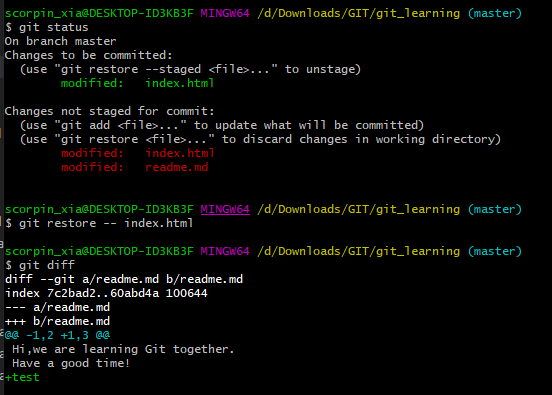 scorpin_xia@DESKTOP-ID3KB3F MINGW64 /d/Downloads/GIT/git_learning (master)
$ git status
On branch master
Changes to be committed:
  (use "git restore --staged <file>..." to unstage)
        modified:   index.html

Changes not staged for commit:
  (use "git add <file>..." to update what will be committed)
  (use "git restore <file>..." to discard changes in working directory)
        modified:   index.html
        modified:   readme.md

scorpin_xia@DESKTOP-ID3KB3F MINGW64 /d/Downloads/GIT/git_learning (master)
$ git restore -- index.html

scorpin_xia@DESKTOP-ID3KB3F MINGW64 /d/Downloads/GIT/git_learning (master)
$ git diff
diff --git a/readme.md b/readme.md
index 7c2bad2..60abd4a 100644
--- a/readme.md
+++ b/readme.md
@@ -1,2 +1,3 @@
 Hi,we are learning Git together.
 Have a good time!
+test